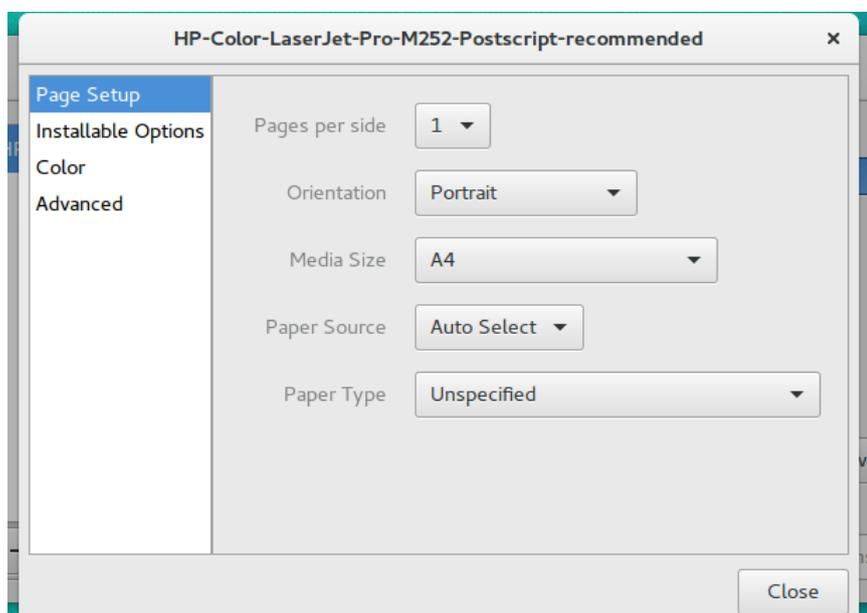 HP-Color-LaserJet-Pro-M252-Postscript-recommended
Page Setup
Installable Options
Color
Advanced
Pages per side 1
Orientation Portrait
Media Size A4
Paper Source Auto Select
Paper Type Unspecified
Close